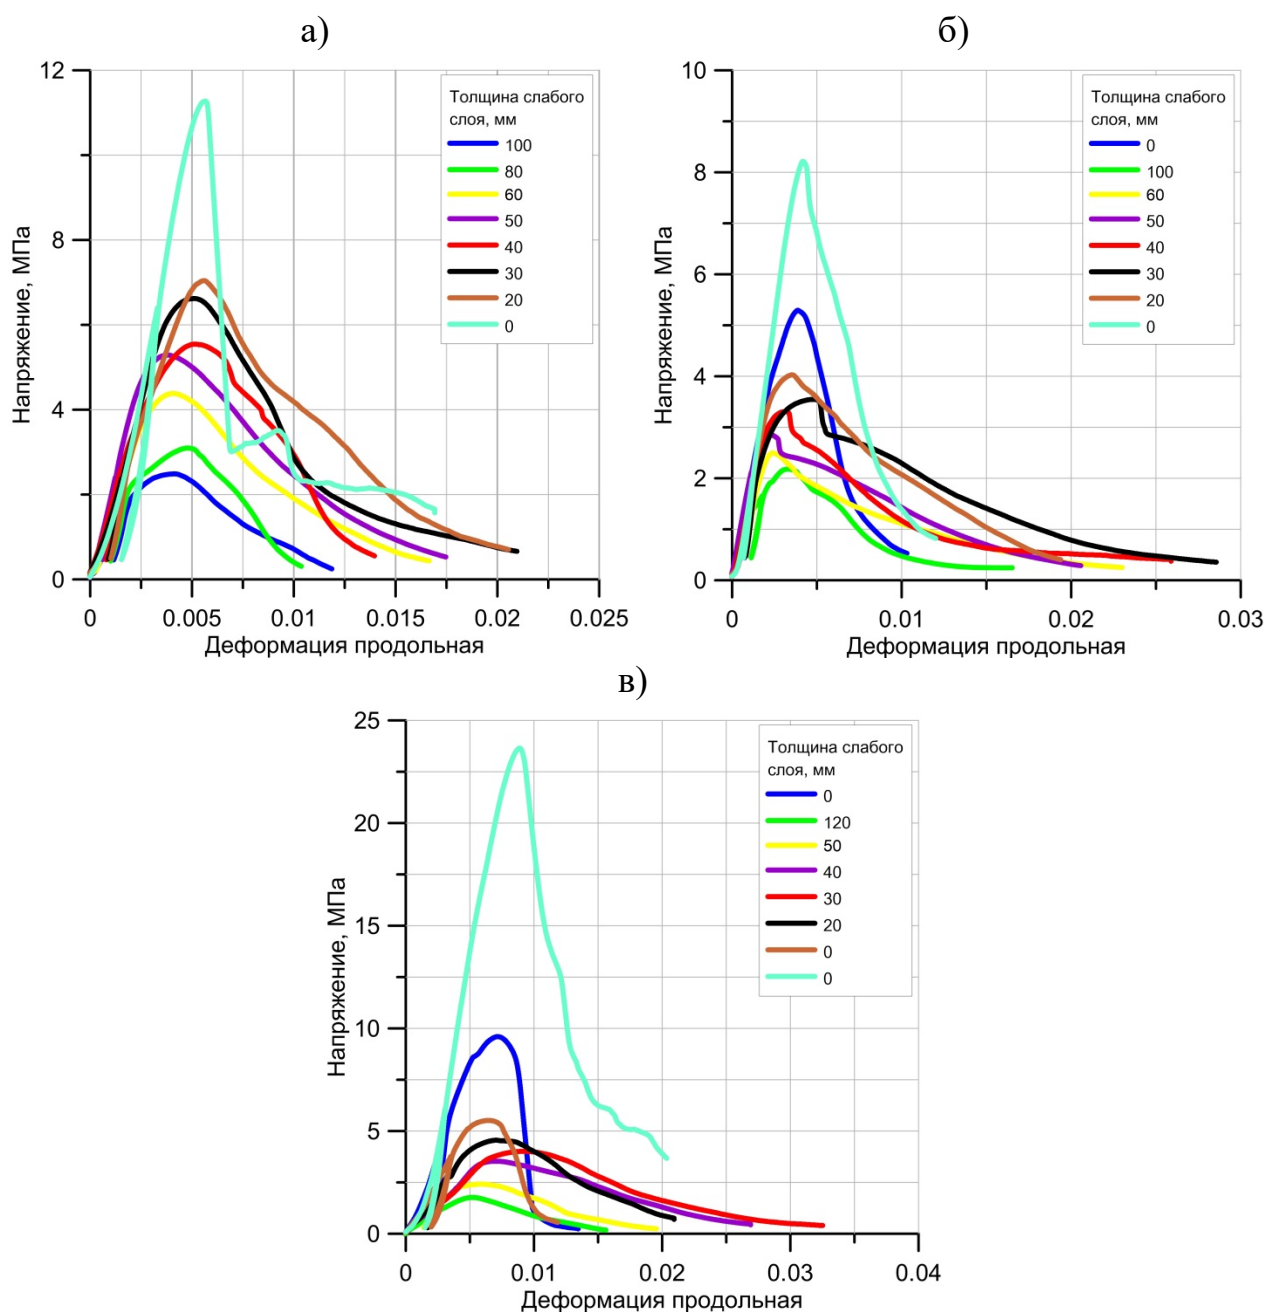 а)
12
8
4
0
Напряжение, МПа
Толщина слабого
слоя, мм
100
80
60
50
40
30
20
0
0 0.005 0.01 0.015 0.02 0.025
Деформация продольная
б)
10
8
6
4
2
0
Напряжение, МПа
Толщина слабого
слоя, мм
0
100
60
50
40
30
20
0
0 0.01 0.02 0.03
Деформация продольная
в)
25
20
15
10
5
0
Напряжение, МПа
Толщина слабого
слоя, мм
0
120
50
40
30
20
0
0
0 0.01 0.02 0.03 0.04
Деформация продольная